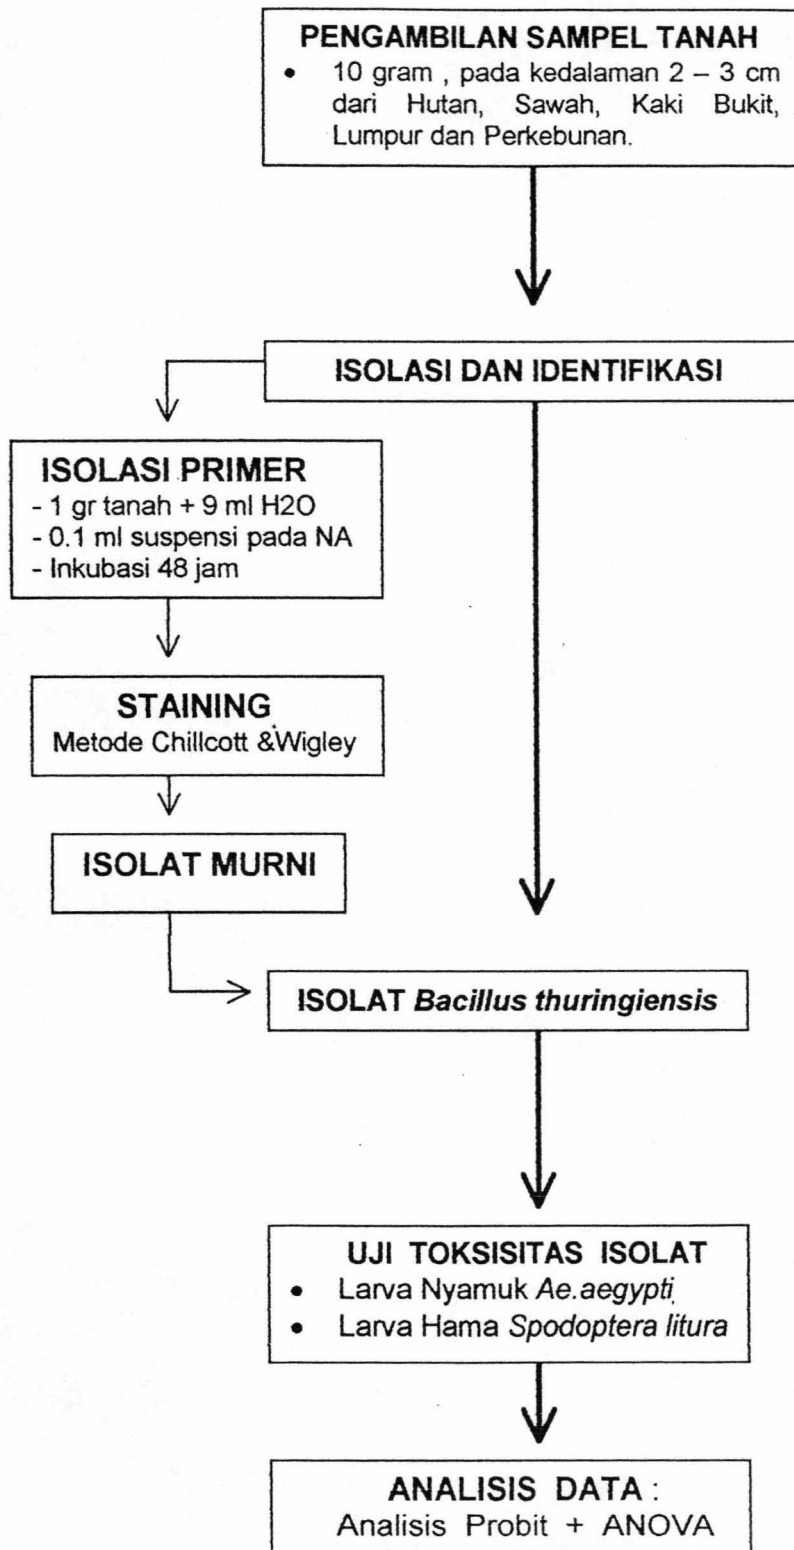 PENGAMBILAN SAMPEL TANAH
• 10 gram , pada kedalaman 2 – 3 cm
dari Hutan, Sawah, Kaki Bukit,
Lumpur dan Perkebunan.
ISOLASI DAN IDENTIFIKASI
ISOLASI PRIMER
- 1 gr tanah + 9 ml H2O
- 0.1 ml suspensi pada NA
- Inkubasi 48 jam
STAINING
Metode Chillcott &Wigley
ISOLAT MURNI
ISOLAT Bacillus thuringiensis
UJI TOKSISITAS ISOLAT
• Larva Nyamuk Ae.aegypti
• Larva Hama Spodoptera litura
ANALISIS DATA :
Analisis Probit + ANOVA